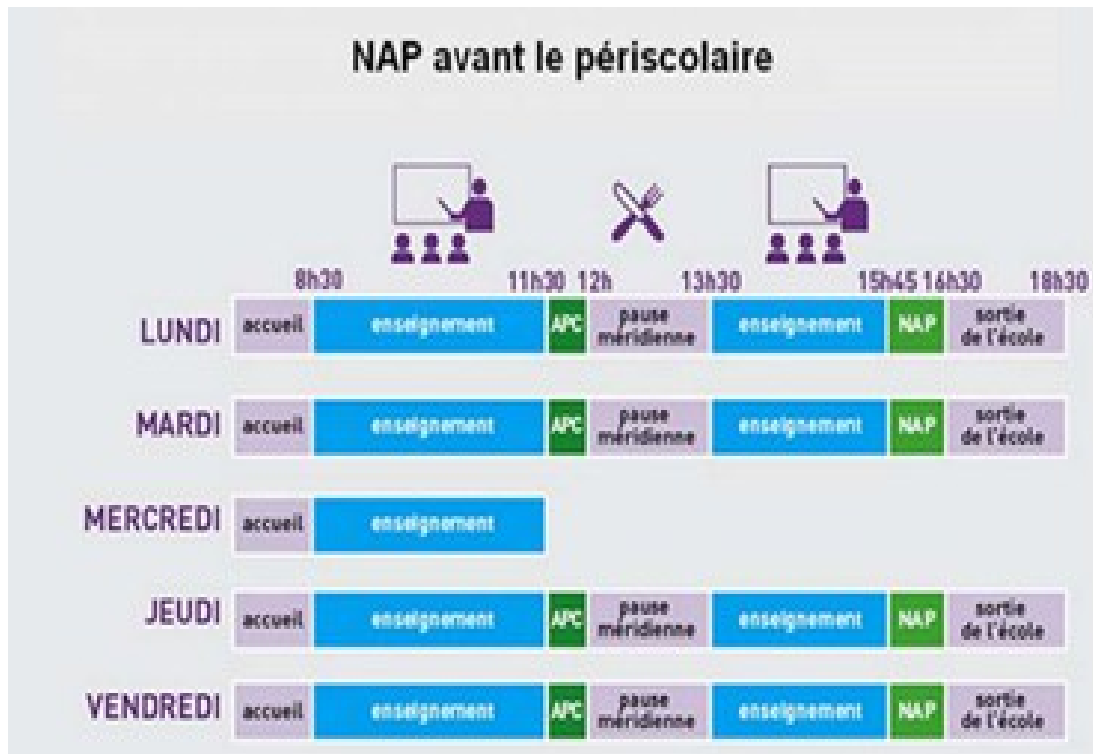 NAP avant le périscolaire
8h30 11h30 12h 13h30 15h45 16h30 18h30
LUNDI accueil enseignement APC pause méridienne enseignement NAP sortie de l'école
MARDI accueil enseignement APC pause méridienne enseignement NAP sortie de l'école
MERCREDI accueil enseignement
JEUDI accueil enseignement APC pause méridienne enseignement NAP sortie de l'école
VENDREDI accueil enseignement APC pause méridienne enseignement NAP sortie de l'école